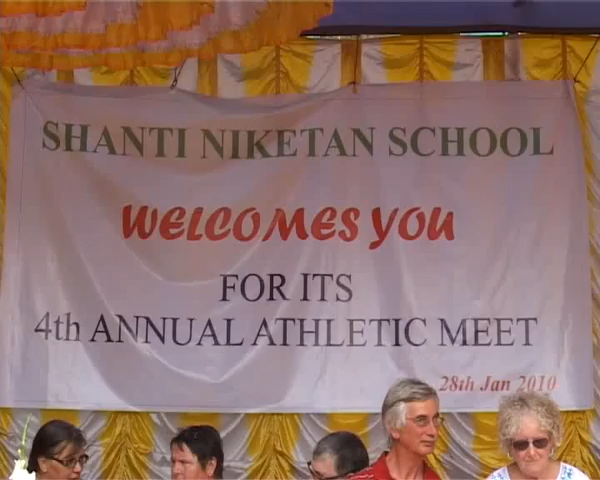 SHANTI NIKETAN SCHOOL
WELCOMES YOU
FOR ITS
4th ANNUAL ATHLETIC MEET
28th Jan 2010